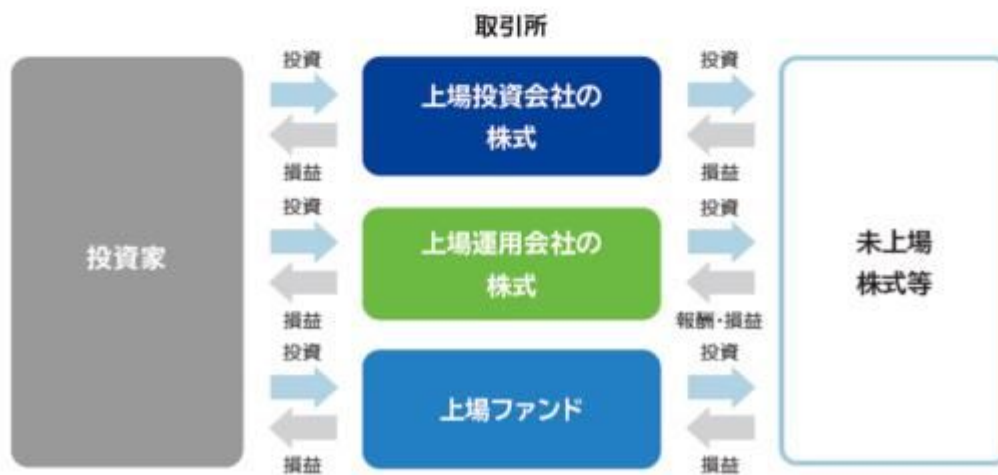 取引所
投資
上場投資会社の
株式
投資
損益
損益
投資
上場運用会社の
株式
投資
損益
報酬・損益
投資
上場ファンド
投資
損益
損益
投資家
未上場
株式等